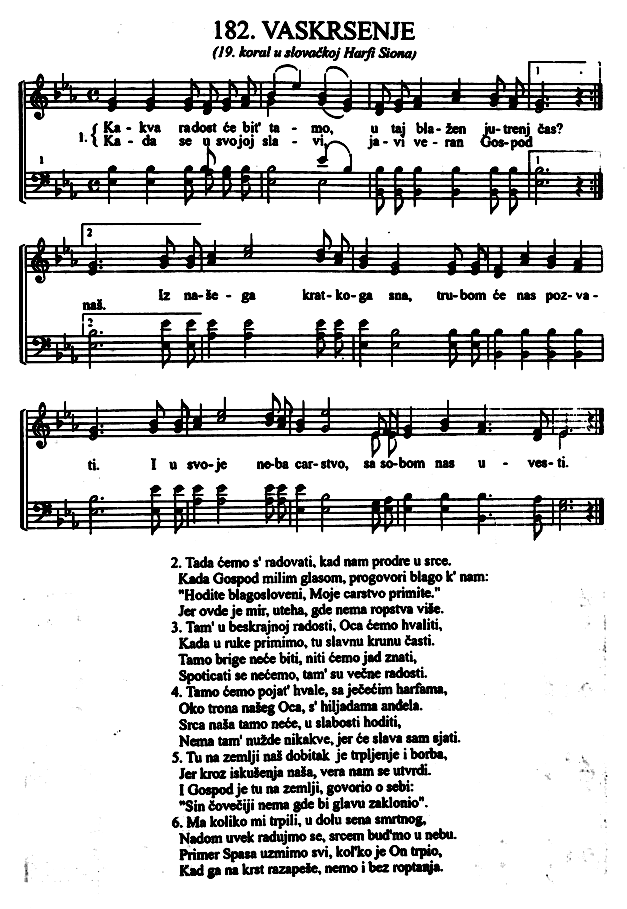 182. VASKRSENJE
(19. koral u slovačkoj Harfi Siona)
1
1. { Ka - kva radost će bit' ta - mo, u taj bla - žen ju-trenj čas?
Ka - da se u svojoj sla - vi, ja - vi ve - ran Gos-pod
1
1
2
Iz na-še - ga krat-ko-ga sna, tru-bom će nas poz-va-
naš.
2
ti. I u svo-je ne-ba car-stvo, sa so-bom nas u - ves-ti.
2. Tada ćemo s' radovati, kad nam prodre u srce.
Kada Gospod milim glasom, progovori blago k' nam:
"Hodite blagosloveni, Moje carstvo primite."
Jer ovde je mir, uteha, gde nema ropstva više.
3. Tam' u beskrajnoj radosti, Oca ćemo hvaliti,
Kada u ruke primimo, tu slavnu krunu časti.
Tamo brige neće biti, niti ćemo jad znati,
Spoticati se nećemo, tam' su večne radosti.
4. Tamo ćemo pojat' hvale, sa ječećim harfama,
Oko trona našeg Oca, s' hiljadama anđela.
Srca naša tamo neće, u slabosti hoditi,
Nema tam' nužde nikakve, jer će slava sam sjati.
5. Tu na zemlji naš dobitak je trpljenje i borba,
Jer kroz iskušenja naša, vera nam se utvrdi.
I Gospod je tu na zemlji, govorio o sebi:
"Sin čovečiji nema gde bi glavu zaklonio".
6. Ma koliko mi trpili, u dolu sena smrtnog,
Nadom uvek radujmo se, srcem bud'mo u nebu.
Primer Spasa uzmimo svi, kol'ko je On trpio,
Kad ga na krst razapeše, nemo i bez roptanja.